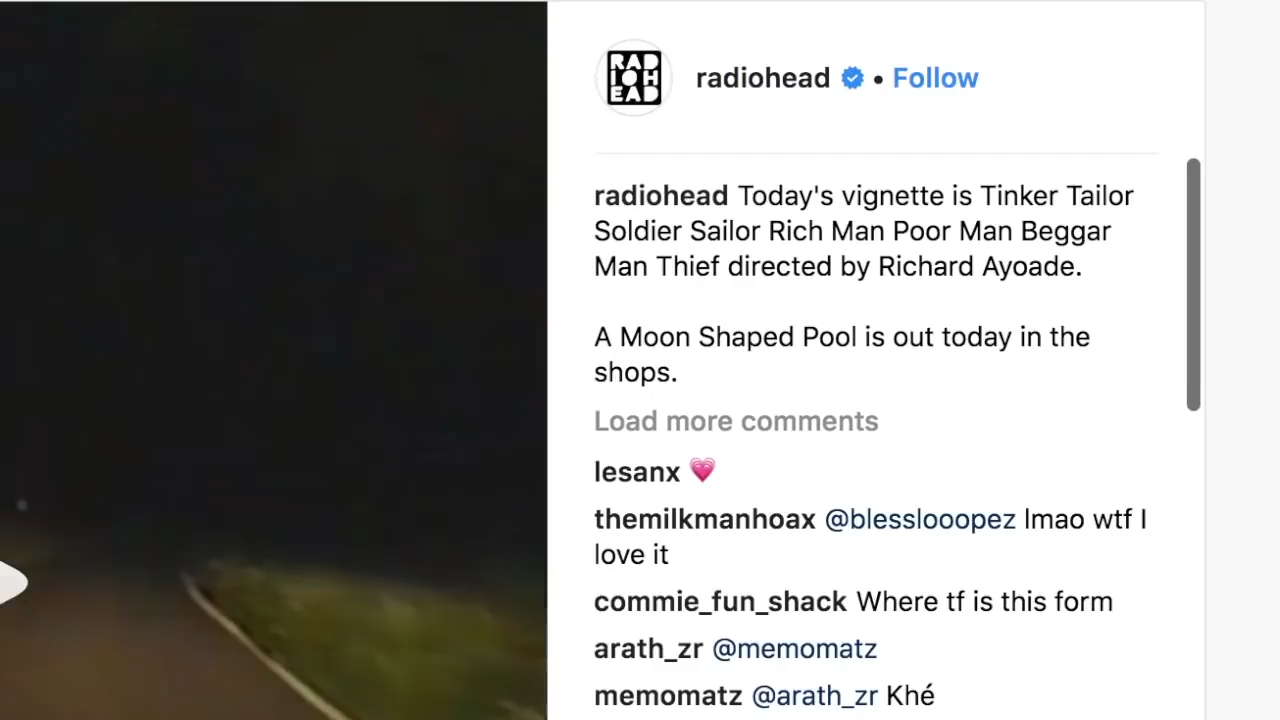 RAD
IOH
EAD
radiohead • Follow
radiohead Today's vignette is Tinker Tailor
Soldier Sailor Rich Man Poor Man Beggar
Man Thief directed by Richard Ayoade.
A Moon Shaped Pool is out today in the
shops.
Load more comments
lesanx 💗
themilkmanhoax @blesslooopez lmao wtf I
love it
commie_fun_shack Where tf is this form
arath_zr @memomatz
memomatz @arath_zr Khé